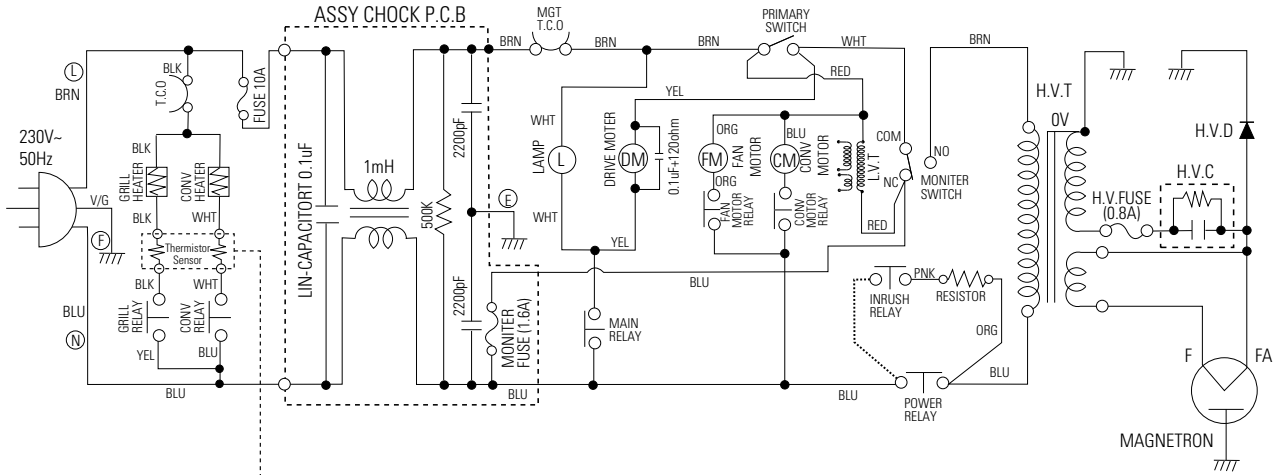 ASSY CHOCK P.C.B
MGT
T.C.O
PRIMARY
SWITCH
BRN
BRN
BRN
WHT
BRN
L
BRN
BLK
T.C.O
FUSE 10A
RED
YEL
H.V.T
0V
H.V.D
230V~
50Hz
BLK
GRILL
HEATER
CONV
HEATER
LIN-CAPACITORT 0.1uF
1mH
500K
2200pF
WHT
LAMP
L
DRIVE MOTER
DM
0.1uF+120ohm
ORG
FM
FAN
MOTOR
BLU
CM
CONV
MOTOR
L.V.T
COM
NO
NC
MONITER
SWITCH
H.V.C
V/G
F
BLK
WHT
E
WHT
ORG
FAN
MOTOR RELAY
CONV
MOTOR RELAY
RED
H.V.FUSE
(0.8A)
Thermistor
Sensor
YEL
BLU
BLK
WHT
2200pF
MONITER
FUSE (1.6A)
PNK
INRUSH
RELAY
RESISTOR
BLU
N
GRILL
RELAY
CONV
RELAY
MAIN
RELAY
ORG
YEL
BLU
BLU
BLU
BLU
BLU
POWER
RELAY
F
FA
MAGNETRON